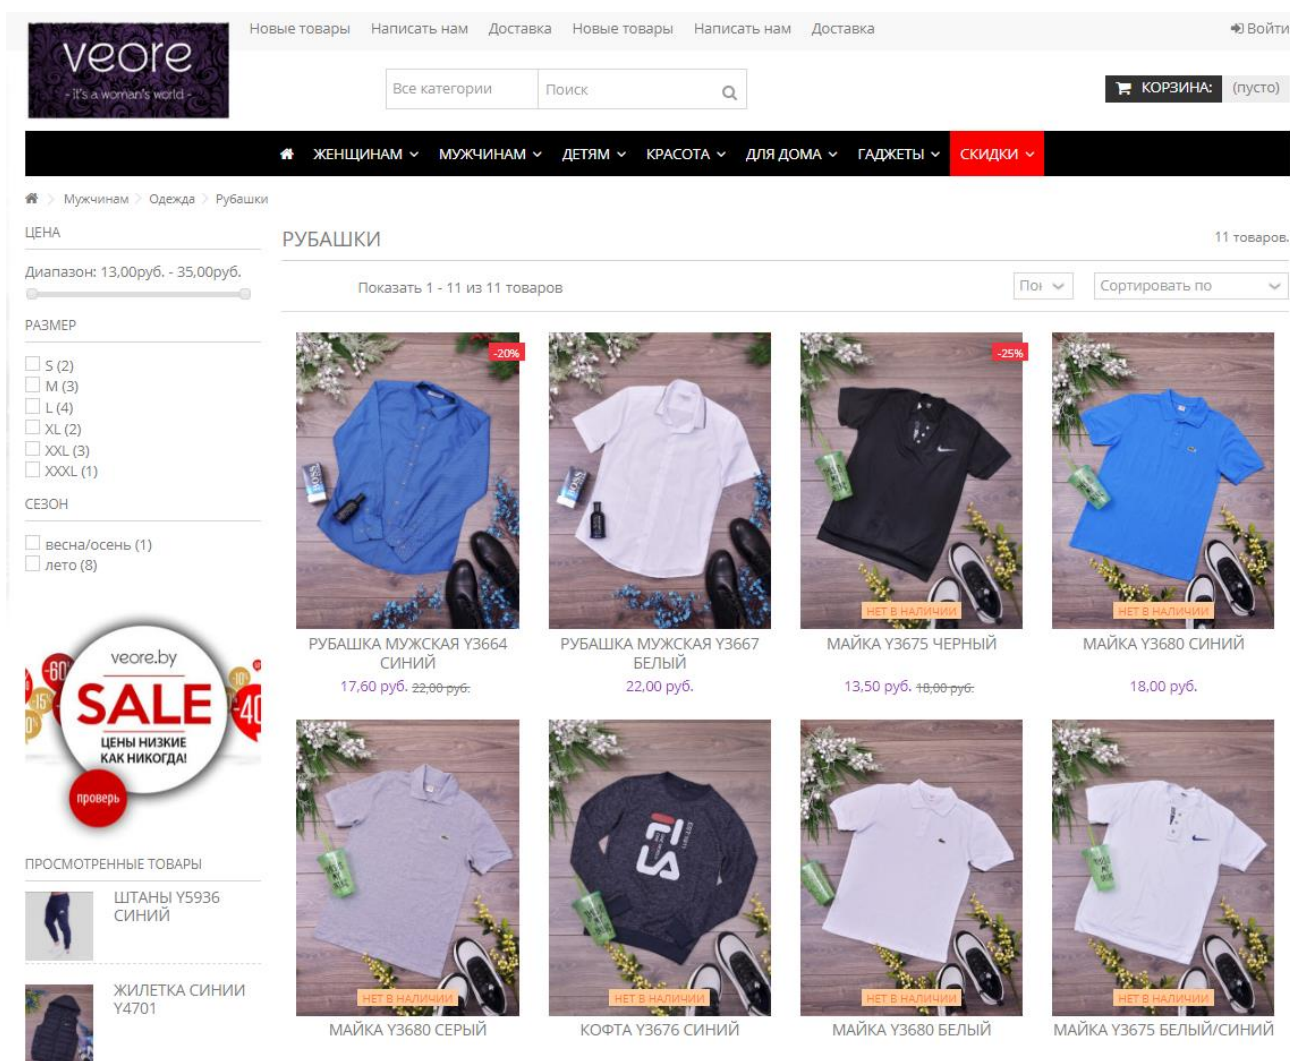 Новые товары Написать нам Доставка Новые товары Написать нам Доставка
Войти
veore
- it's a woman's world -
Все категории
Поиск
КОРЗИНА: (пусто)
ЖЕНЩИНАМ МУЖЧИНАМ ДЕТЯМ КРАСОТА ДЛЯ ДОМА ГАДЖЕТЫ СКИДКИ
Мужчинам Одежда Рубашки
ЦЕНА
Диапазон: 13,00руб. - 35,00руб.
РАЗМЕР
S (2)
M (3)
L (4)
XL (2)
XXL (3)
XXXL (1)
СЕЗОН
весна/осень (1)
лето (8)
veore.by
SALE
ЦЕНЫ НИЗКИЕ
КАК НИКОГДА!
проверь
-60
-15
-40
ПРОСМОТРЕННЫЕ ТОВАРЫ
ШТАНЫ Y5936
СИНИЙ
ЖИЛЕТКА СИНИИ
Y4701
РУБАШКИ
11 товаров.
Показать 1 - 11 из 11 товаров
Сортировать по
-20%
BOSS
BOSS
-25%
НЕТ В НАЛИЧИИ
НЕТ В НАЛИЧИИ
РУБАШКА МУЖСКАЯ Y3664
СИНИЙ
17,60 руб. 22,00 руб.
РУБАШКА МУЖСКАЯ Y3667
БЕЛЫЙ
22,00 руб.
МАЙКА Y3675 ЧЕРНЫЙ
13,50 руб. 18,00 руб.
МАЙКА Y3680 СИНИЙ
18,00 руб.
FILA
НЕТ В НАЛИЧИИ
НЕТ В НАЛИЧИИ
НЕТ В НАЛИЧИИ
НЕТ В НАЛИЧИИ
МАЙКА Y3680 СЕРЫЙ
КОФТА Y3676 СИНИЙ
МАЙКА Y3680 БЕЛЫЙ
МАЙКА Y3675 БЕЛЫЙ/СИНИЙ